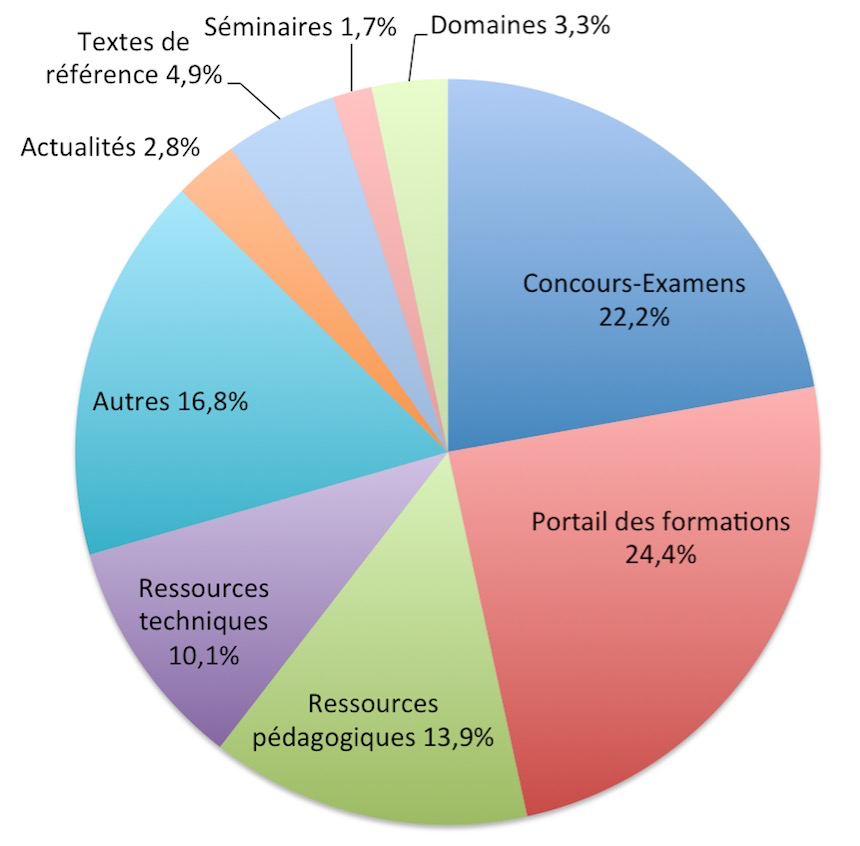 Séminaires 1,7%
Domaines 3,3%
Textes de
référence 4,9%
Actualités 2,8%
Concours-Examens
22,2%
Autres 16,8%
Portail des formations
24,4%
Ressources
techniques
10,1%
Ressources
pédagogiques 13,9%